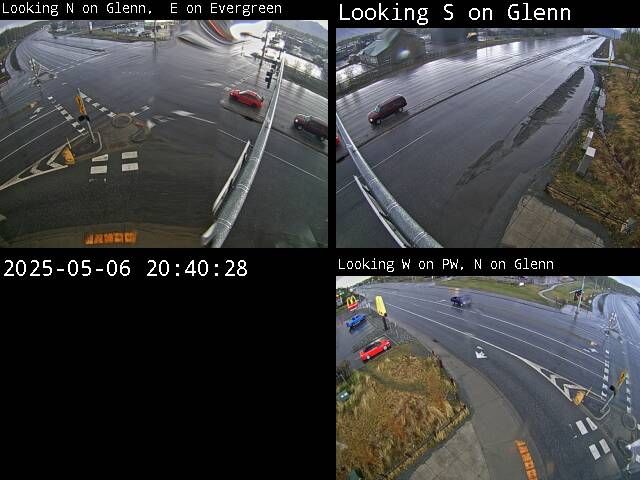 Looking N on Glenn,  E on Evergreen
Looking S on Glenn
2025-05-06 20:40:28
Looking W on PW, N on Glenn